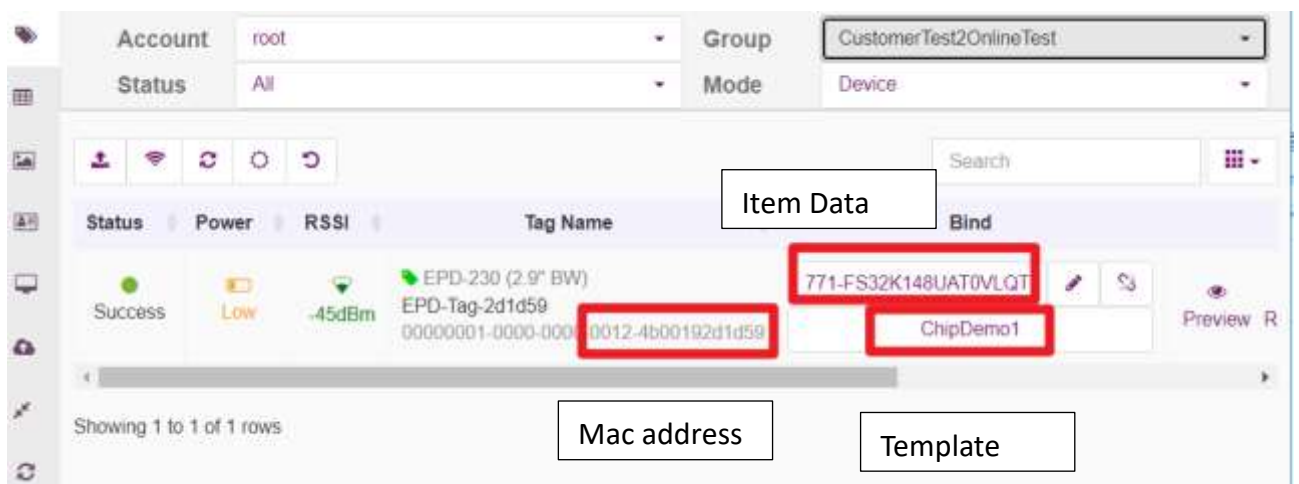 Account root Group CustomerTest2OnlineTest
Status All Mode Device
Search
Item Data
Status Power RSSI Tag Name Bind
EPD-230 (2.9" BW) 771-FS32K148UAT0VLQT
Success Low -45dBm EPD-Tag-2d1d59 Preview R
00000001-0000-0000-0012-4b00192d1d59 ChipDemo1
Showing 1 to 1 of 1 rows
Mac address Template